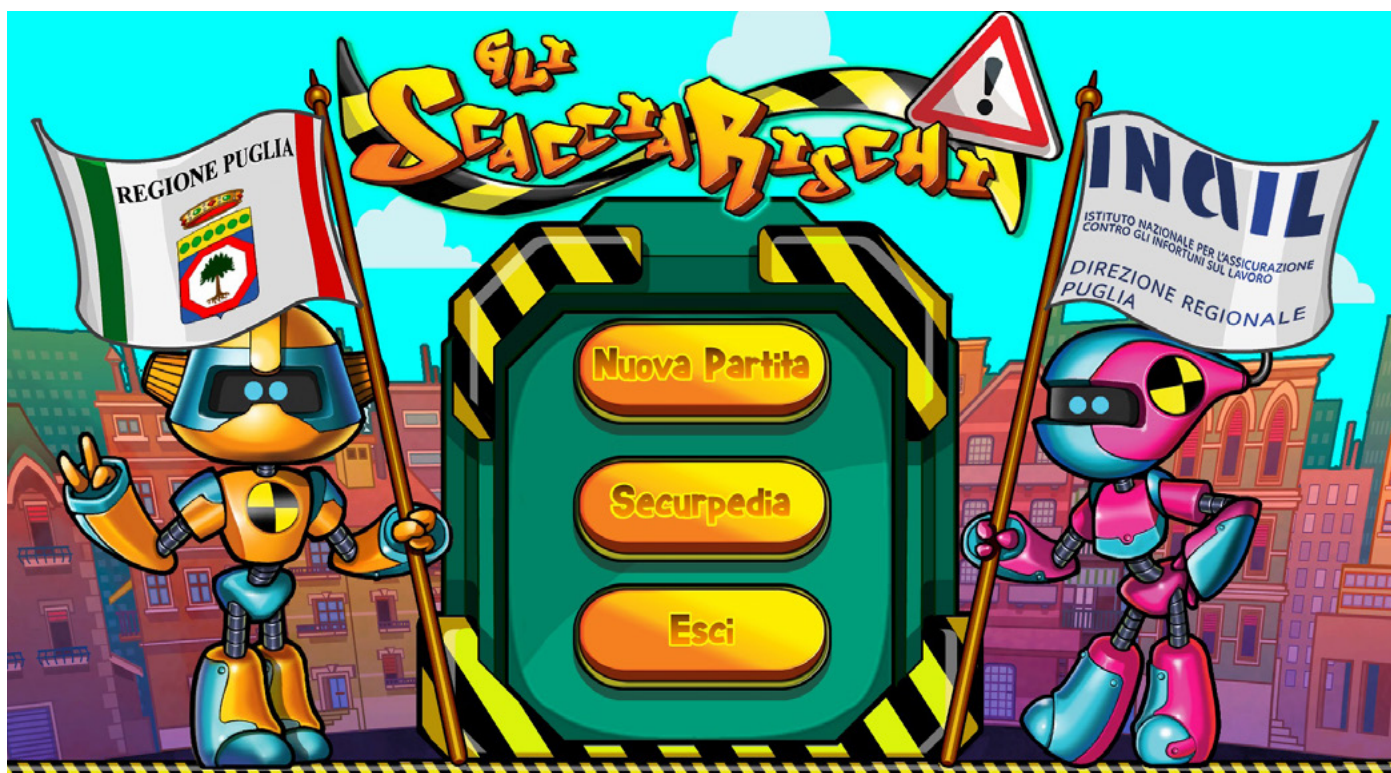 GLI
SCACCIARISCHI
REGIONE PUGLIA
INAIL
ISTITUTO NAZIONALE PER L'ASSICURAZIONE
CONTRO GLI INFORTUNI SUL LAVORO
DIREZIONE REGIONALE
PUGLIA
Nuova Partita
Securpedia
Esci